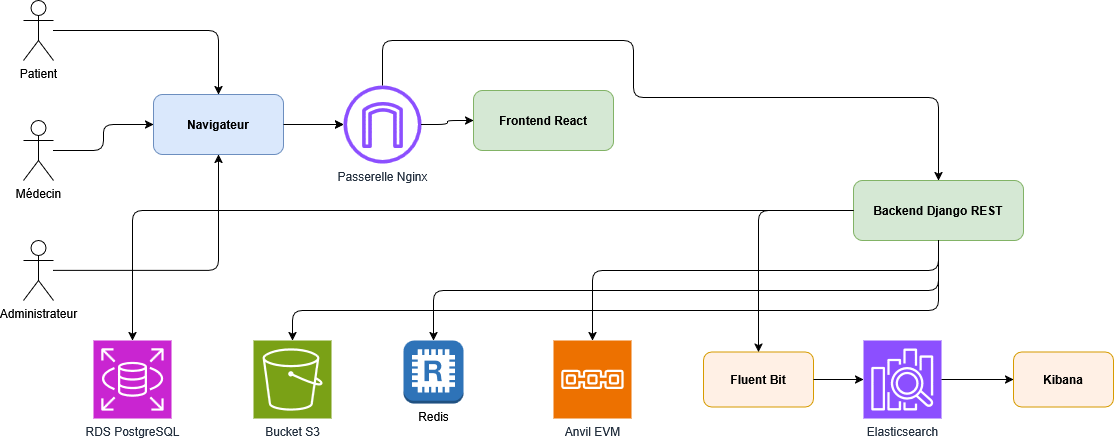 Patient
Navigateur
Frontend React
Médecin
Passerelle Nginx
Backend Django REST
Administrateur
R
Fluent Bit
Kibana
RDS PostgreSQL
Bucket S3
Redis
Anvil EVM
Elasticsearch